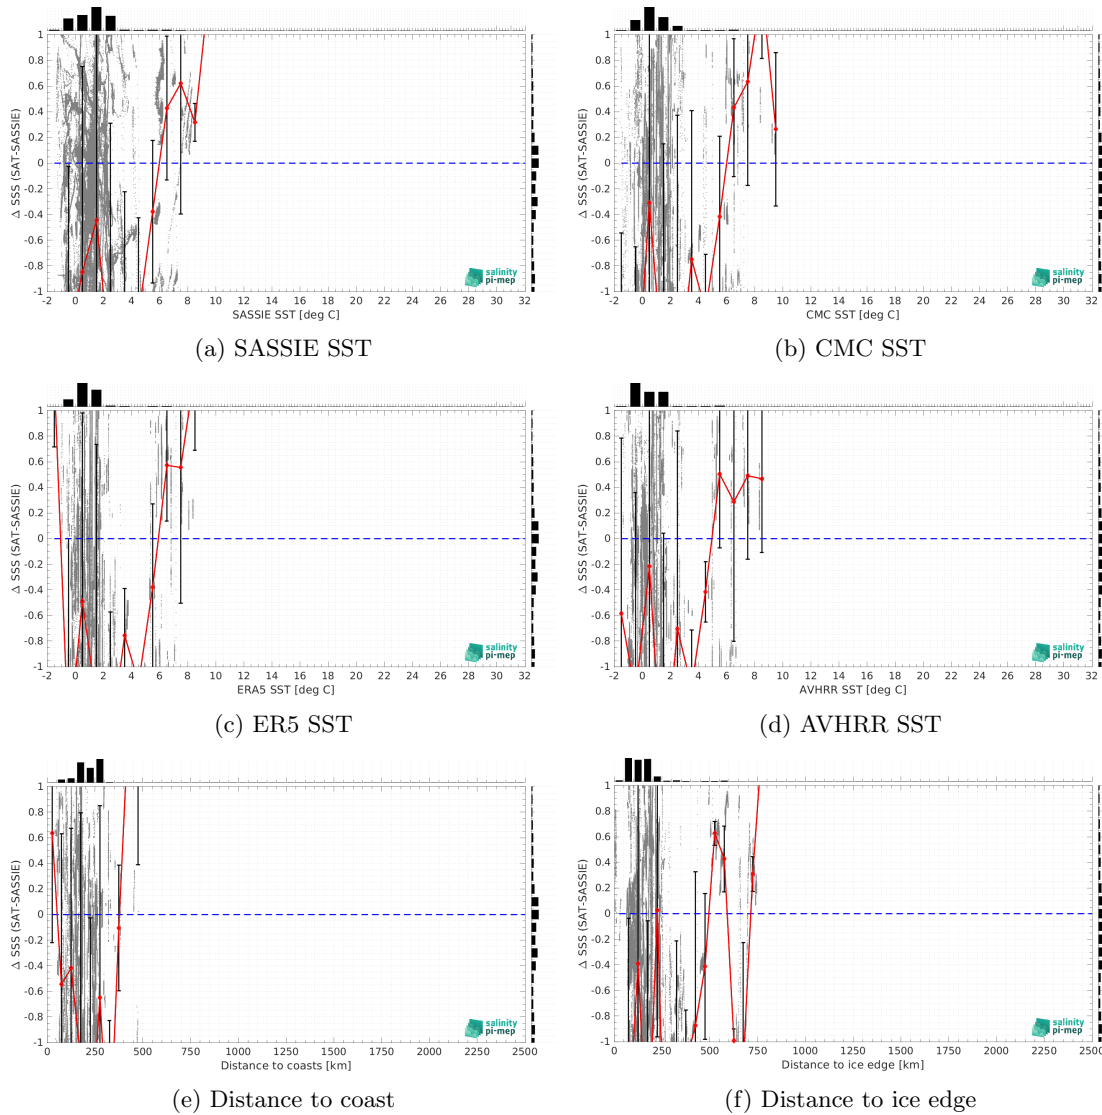 1
0.8
0.6
0.4
0.2
0
-0.2
-0.4
-0.6
-0.8
-1
Δ SSS (SAT-SASSIE)
-2 0 2 4 6 8 10 12 14 16 18 20 22 24 26 28 30 32
SASSIE SST [deg C]
salinity
pi-mep
(a) SASSIE SST
1
0.8
0.6
0.4
0.2
0
-0.2
-0.4
-0.6
-0.8
-1
Δ SSS (SAT-SASSIE)
-2 0 2 4 6 8 10 12 14 16 18 20 22 24 26 28 30 32
CMC SST [deg C]
salinity
pi-mep
(b) CMC SST
1
0.8
0.6
0.4
0.2
0
-0.2
-0.4
-0.6
-0.8
-1
Δ SSS (SAT-SASSIE)
-2 0 2 4 6 8 10 12 14 16 18 20 22 24 26 28 30 32
ERA5 SST [deg C]
salinity
pi-mep
(c) ER5 SST
1
0.8
0.6
0.4
0.2
0
-0.2
-0.4
-0.6
-0.8
-1
Δ SSS (SAT-SASSIE)
-2 0 2 4 6 8 10 12 14 16 18 20 22 24 26 28 30 32
AVHRR SST [deg C]
salinity
pi-mep
(d) AVHRR SST
1
0.8
0.6
0.4
0.2
0
-0.2
-0.4
-0.6
-0.8
-1
Δ SSS (SAT-SASSIE)
0 250 500 750 1000 1250 1500 1750 2000 2250 2500
Distance to coasts [km]
salinity
pi-mep
(e) Distance to coast
1
0.8
0.6
0.4
0.2
0
-0.2
-0.4
-0.6
-0.8
-1
Δ SSS (SAT-SASSIE)
0 250 500 750 1000 1250 1500 1750 2000 2250 2500
Distance to ice edge [km]
salinity
pi-mep
(f) Distance to ice edge